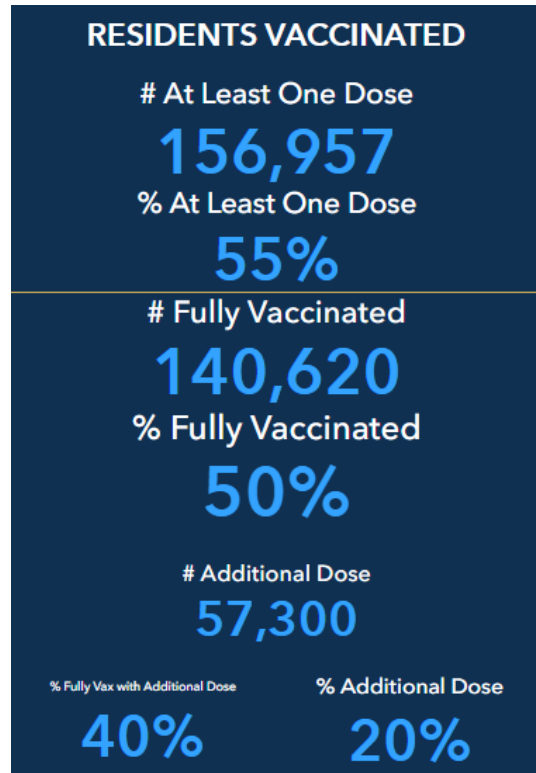 RESIDENTS VACCINATED
# At Least One Dose
156,957
% At Least One Dose
55%
# Fully Vaccinated
140,620
% Fully Vaccinated
50%
# Additional Dose
57,300
% Fully Vax with Additional Dose
40%
% Additional Dose
20%